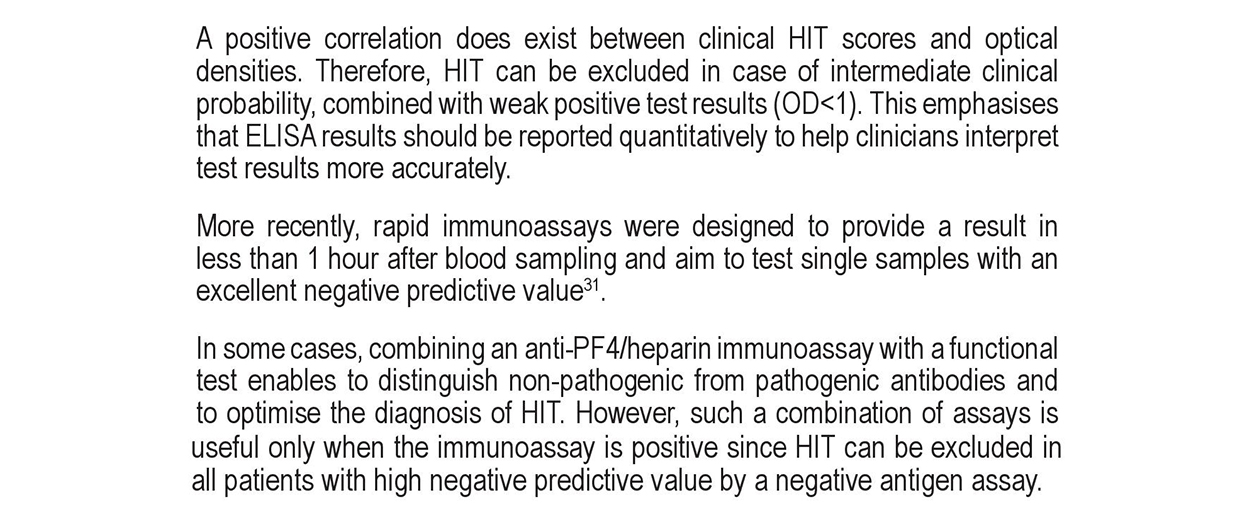 A positive correlation does exist between clinical HIT scores and optical
densities. Therefore, HIT can be excluded in case of intermediate clinical
probability, combined with weak positive test results (OD<1). This emphasises
that ELISA results should be reported quantitatively to help clinicians interpret
test results more accurately.
More recently, rapid immunoassays were designed to provide a result in
less than 1 hour after blood sampling and aim to test single samples with an
excellent negative predictive value³¹.
In some cases, combining an anti-PF4/heparin immunoassay with a functional
test enables to distinguish non-pathogenic from pathogenic antibodies and
to optimise the diagnosis of HIT. However, such a combination of assays is
useful only when the immunoassay is positive since HIT can be excluded in
all patients with high negative predictive value by a negative antigen assay.